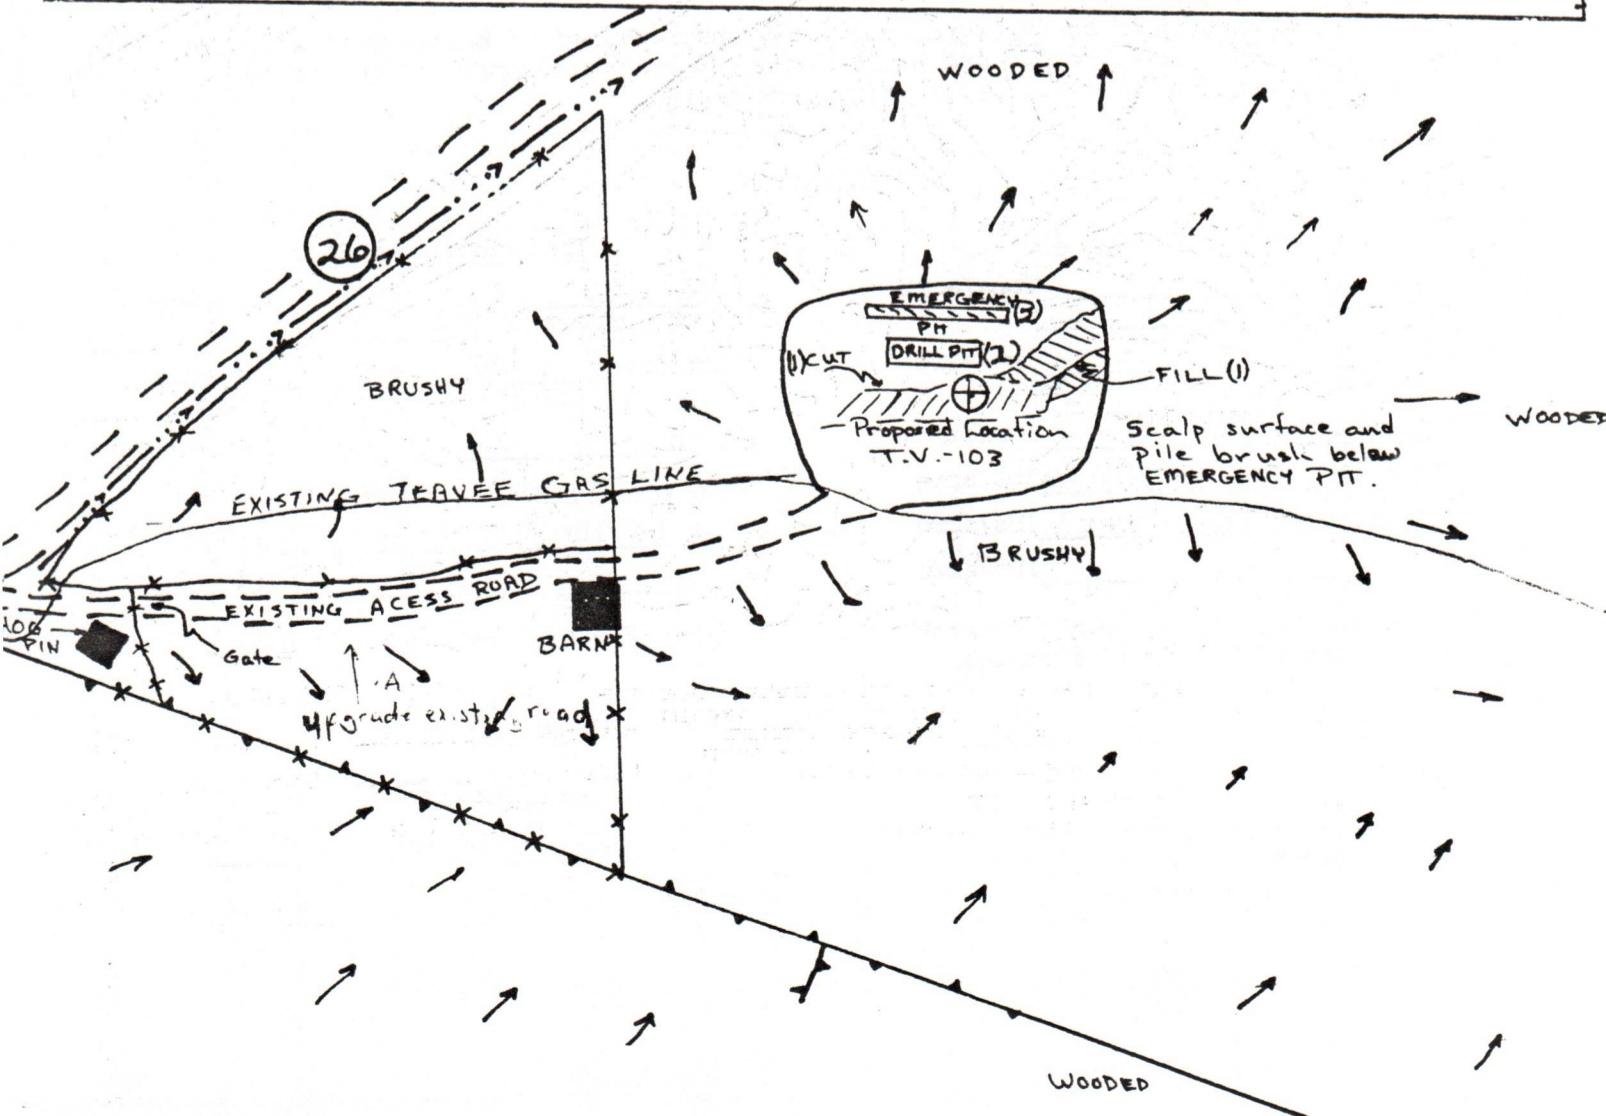 WOODED
26
EMERGENCY (3)
PIT
DRILL PIT (2)
(1) CUT
FILL (1)
BRUSHY
Proposed Location
T.V.-103
Scalp surface and
pile brush below
EMERGENCY PIT.
WOODED
EXISTING TEAVEE GAS LINE
BRUSHY
EXISTING ACESS ROAD
PIN
BARN
Gate
A
Upgrade existing road
WOODED